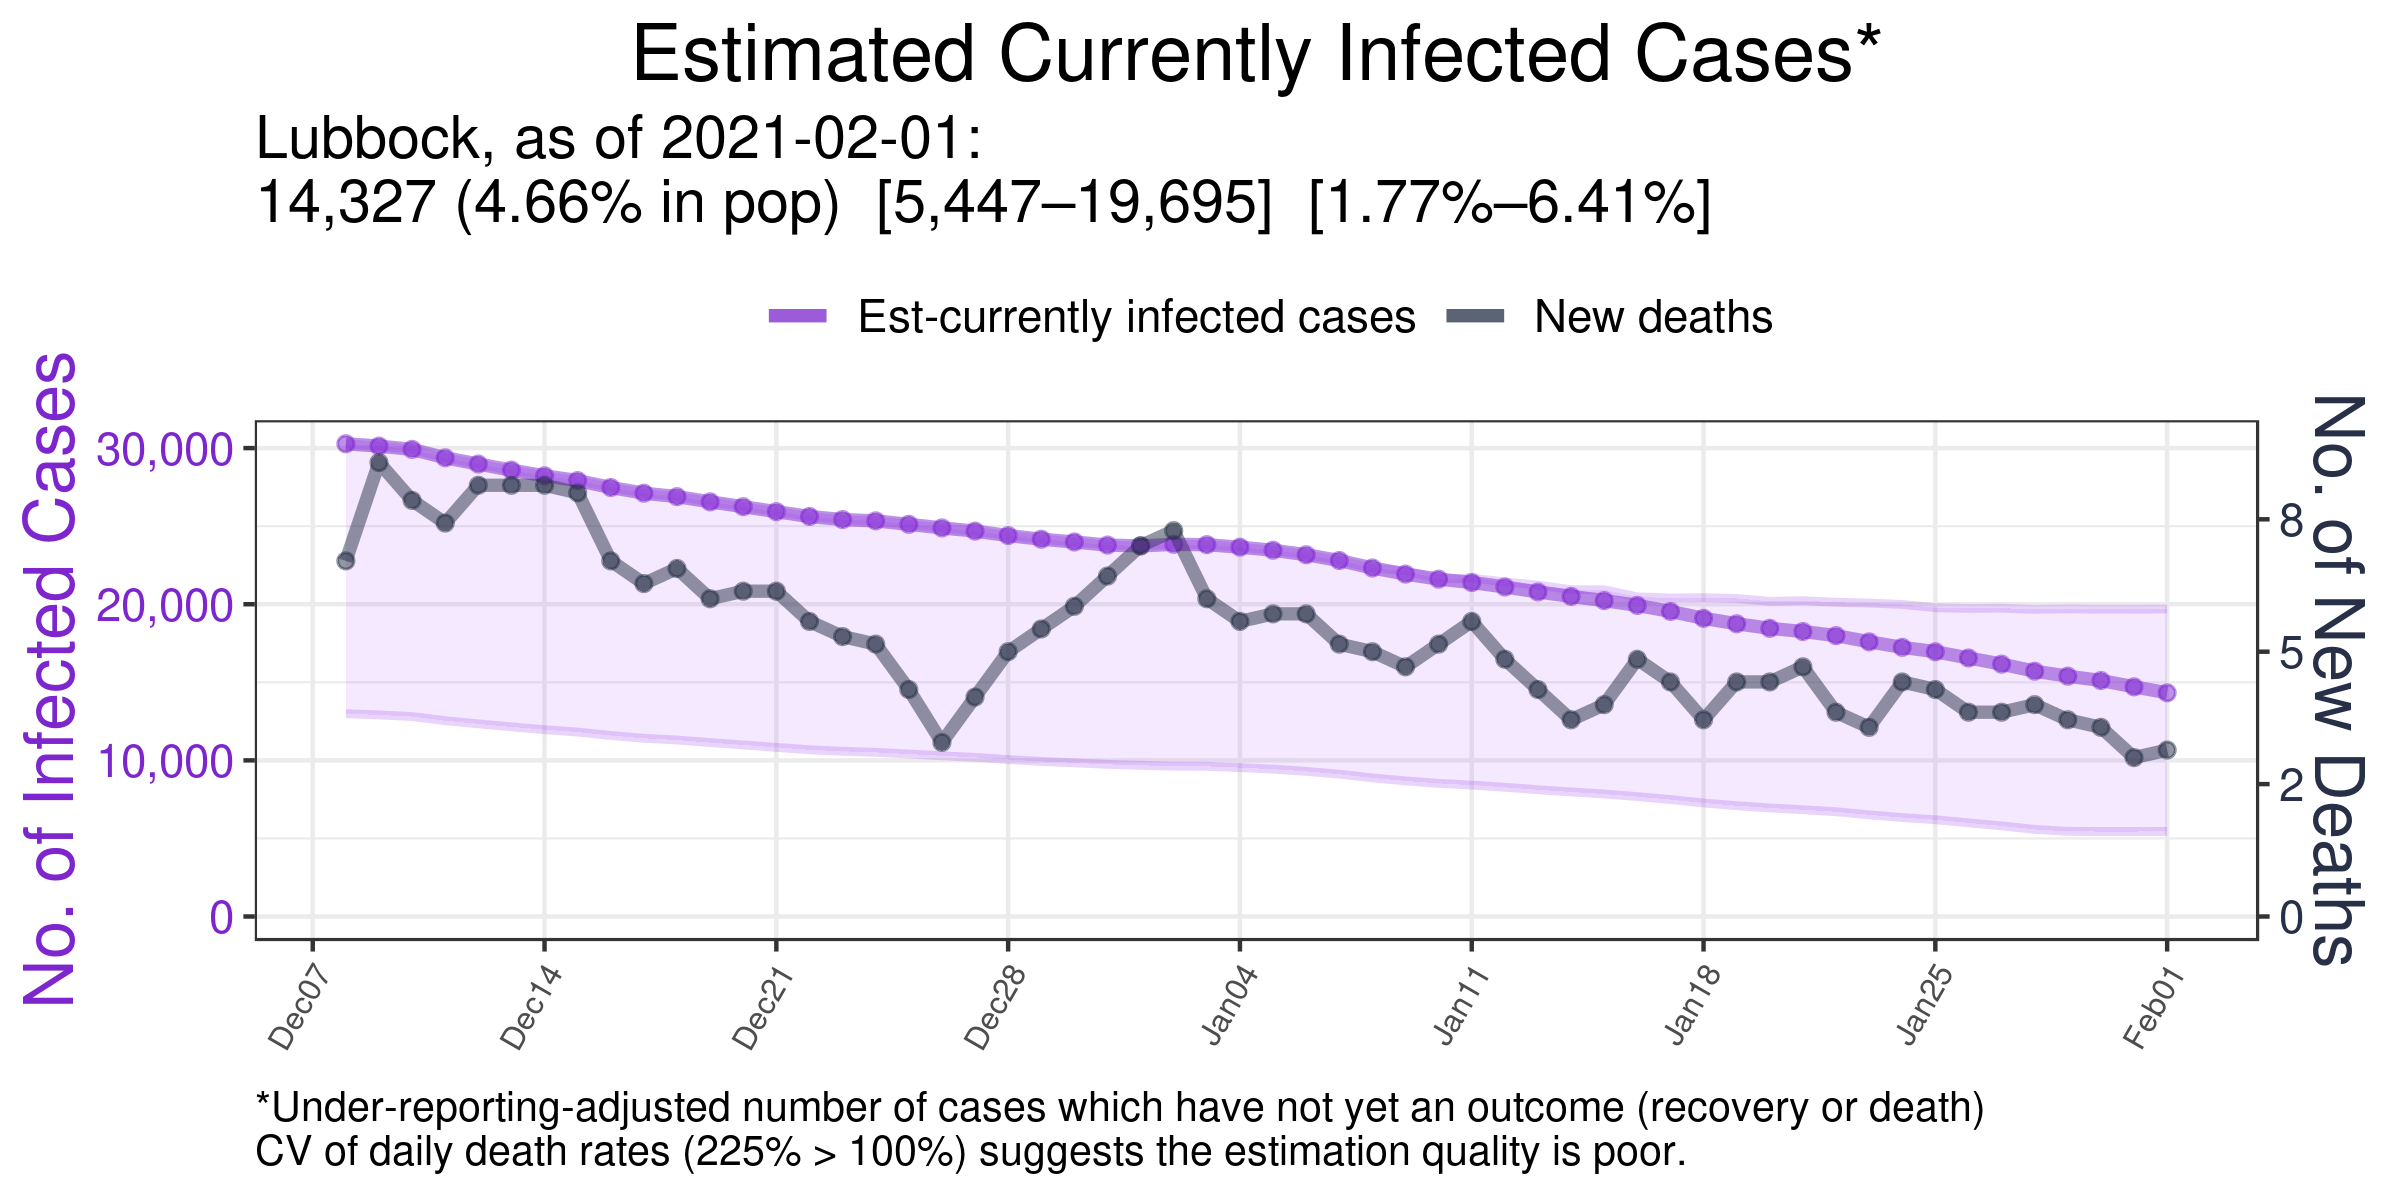 Estimated Currently Infected Cases*
Lubbock, as of 2021-02-01:
14,327 (4.66% in pop)  [5,447–19,695]  [1.77%–6.41%]
Est-currently infected cases
New deaths
No. of Infected Cases
30,000
20,000
10,000
0
No. of New Deaths
8
5
2
0
Dec07
Dec14
Dec21
Dec28
Jan04
Jan11
Jan18
Jan25
Feb01
*Under-reporting-adjusted number of cases which have not yet an outcome (recovery or death)
CV of daily death rates (225% > 100%) suggests the estimation quality is poor.